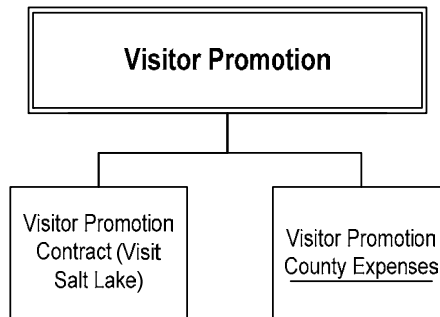 Visitor Promotion
Visitor Promotion
Contract (Visit
Salt Lake)
Visitor Promotion
County Expenses